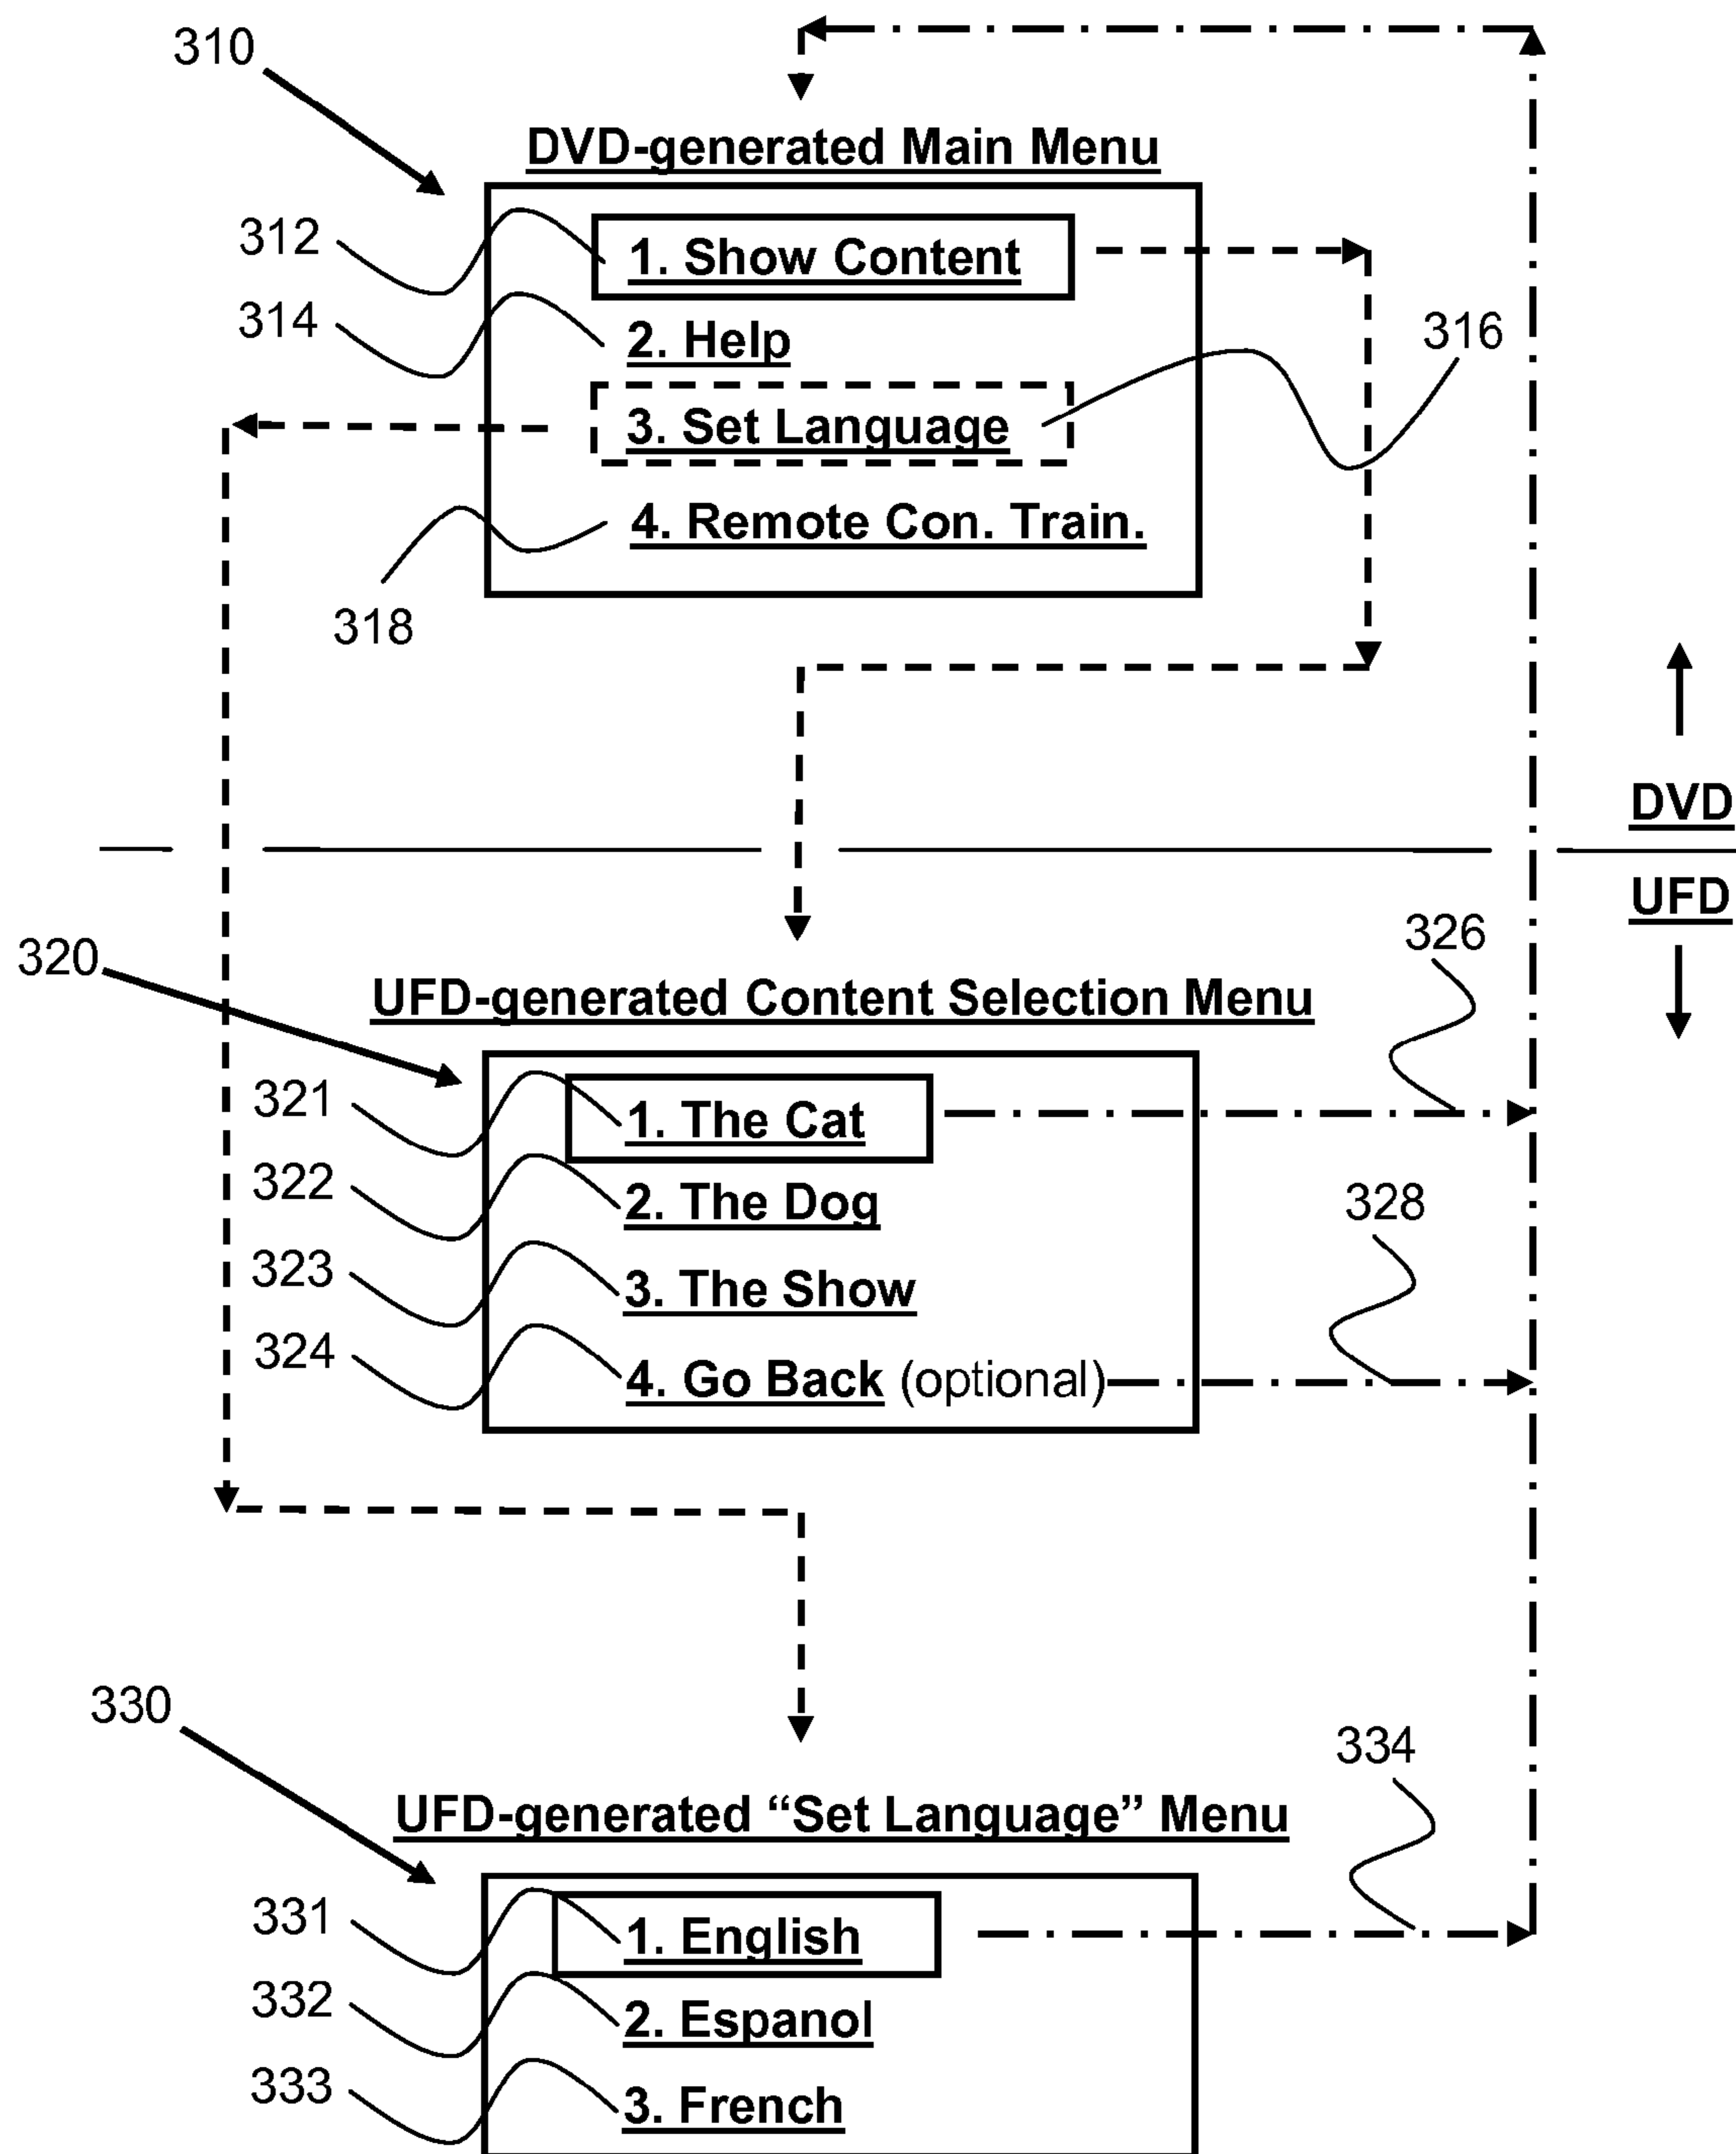 310
DVD-generated Main Menu
312
1. Show Content
314
2. Help
316
3. Set Language
4. Remote Con. Train.
318
DVD
UFD
320
326
UFD-generated Content Selection Menu
321
1. The Cat
322
2. The Dog
328
323
3. The Show
324
4. Go Back (optional)
330
334
UFD-generated “Set Language” Menu
331
1. English
332
2. Espanol
333
3. French